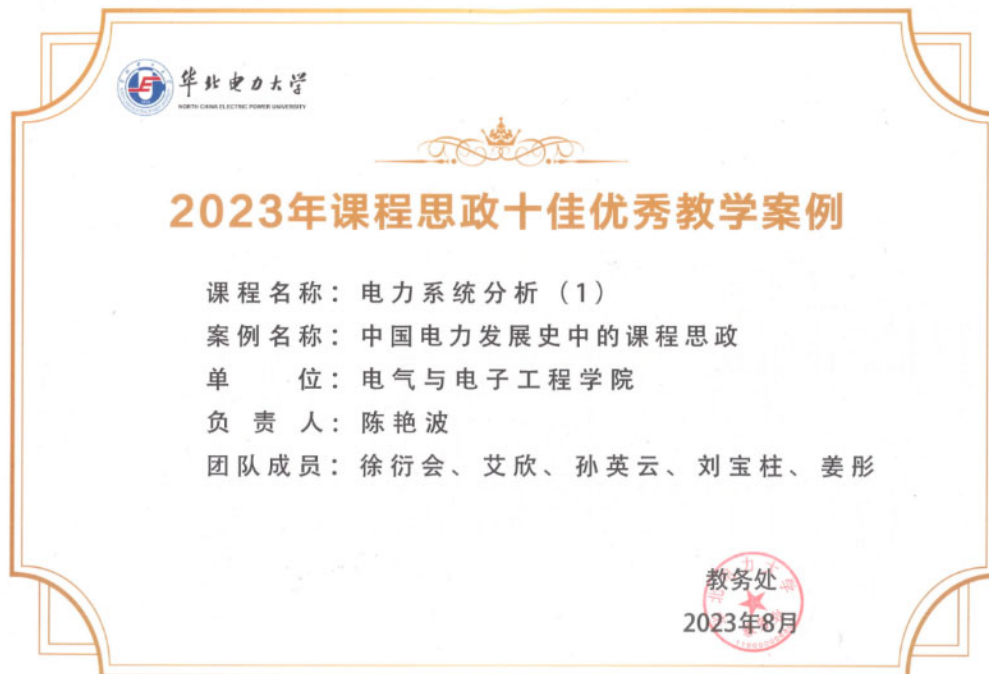 华北电力大学
NORTH CHINA ELECTRIC POWER UNIVERSITY
2023年课程思政十佳优秀教学案例
课程名称：电力系统分析（1）
案例名称：中国电力发展史中的课程思政
单 位：电气与电子工程学院
负 责 人：陈艳波
团队成员：徐衍会、艾欣、孙英云、刘宝柱、姜彤
教务处
2023年8月